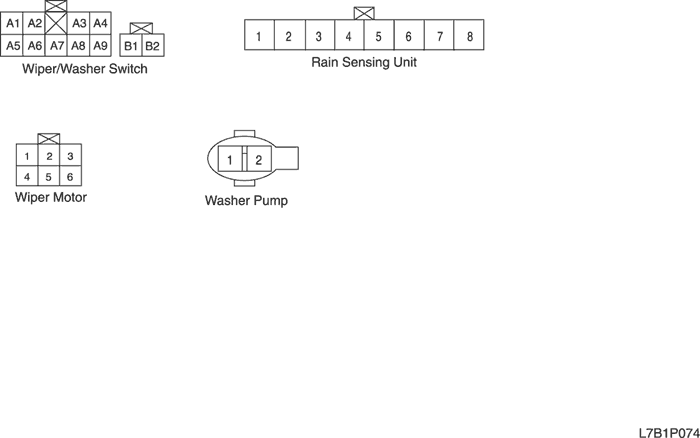 A1 A2 A3 A4
A5 A6 A7 A8 A9
B1 B2
Wiper/Washer Switch
1 2 3 4 5 6 7 8
Rain Sensing Unit
1 2 3
4 5 6
Wiper Motor
1 2
Washer Pump
L7B1P074